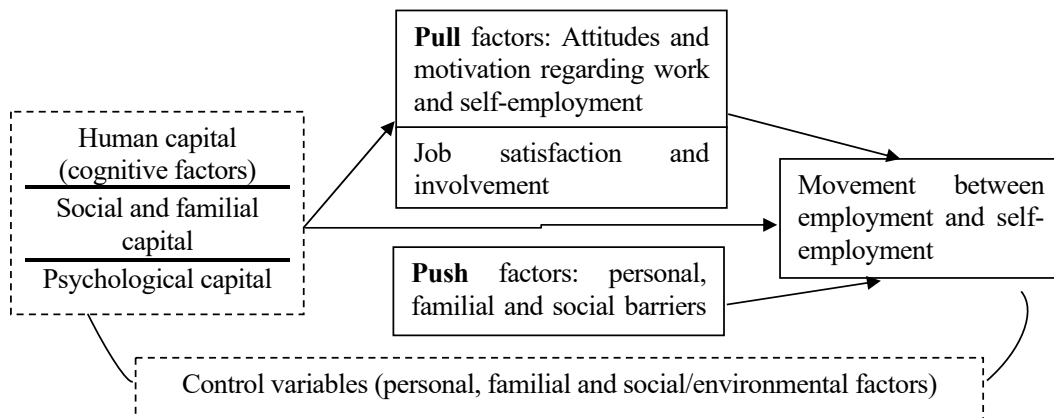 Pull factors: Attitudes and
motivation regarding work
and self-employment
Job satisfaction and
involvement
Human capital
(cognitive factors)
Social and familial
capital
Psychological capital
Movement between
employment and self-
employment
Push factors: personal,
familial and social barriers
Control variables (personal, familial and social/environmental factors)